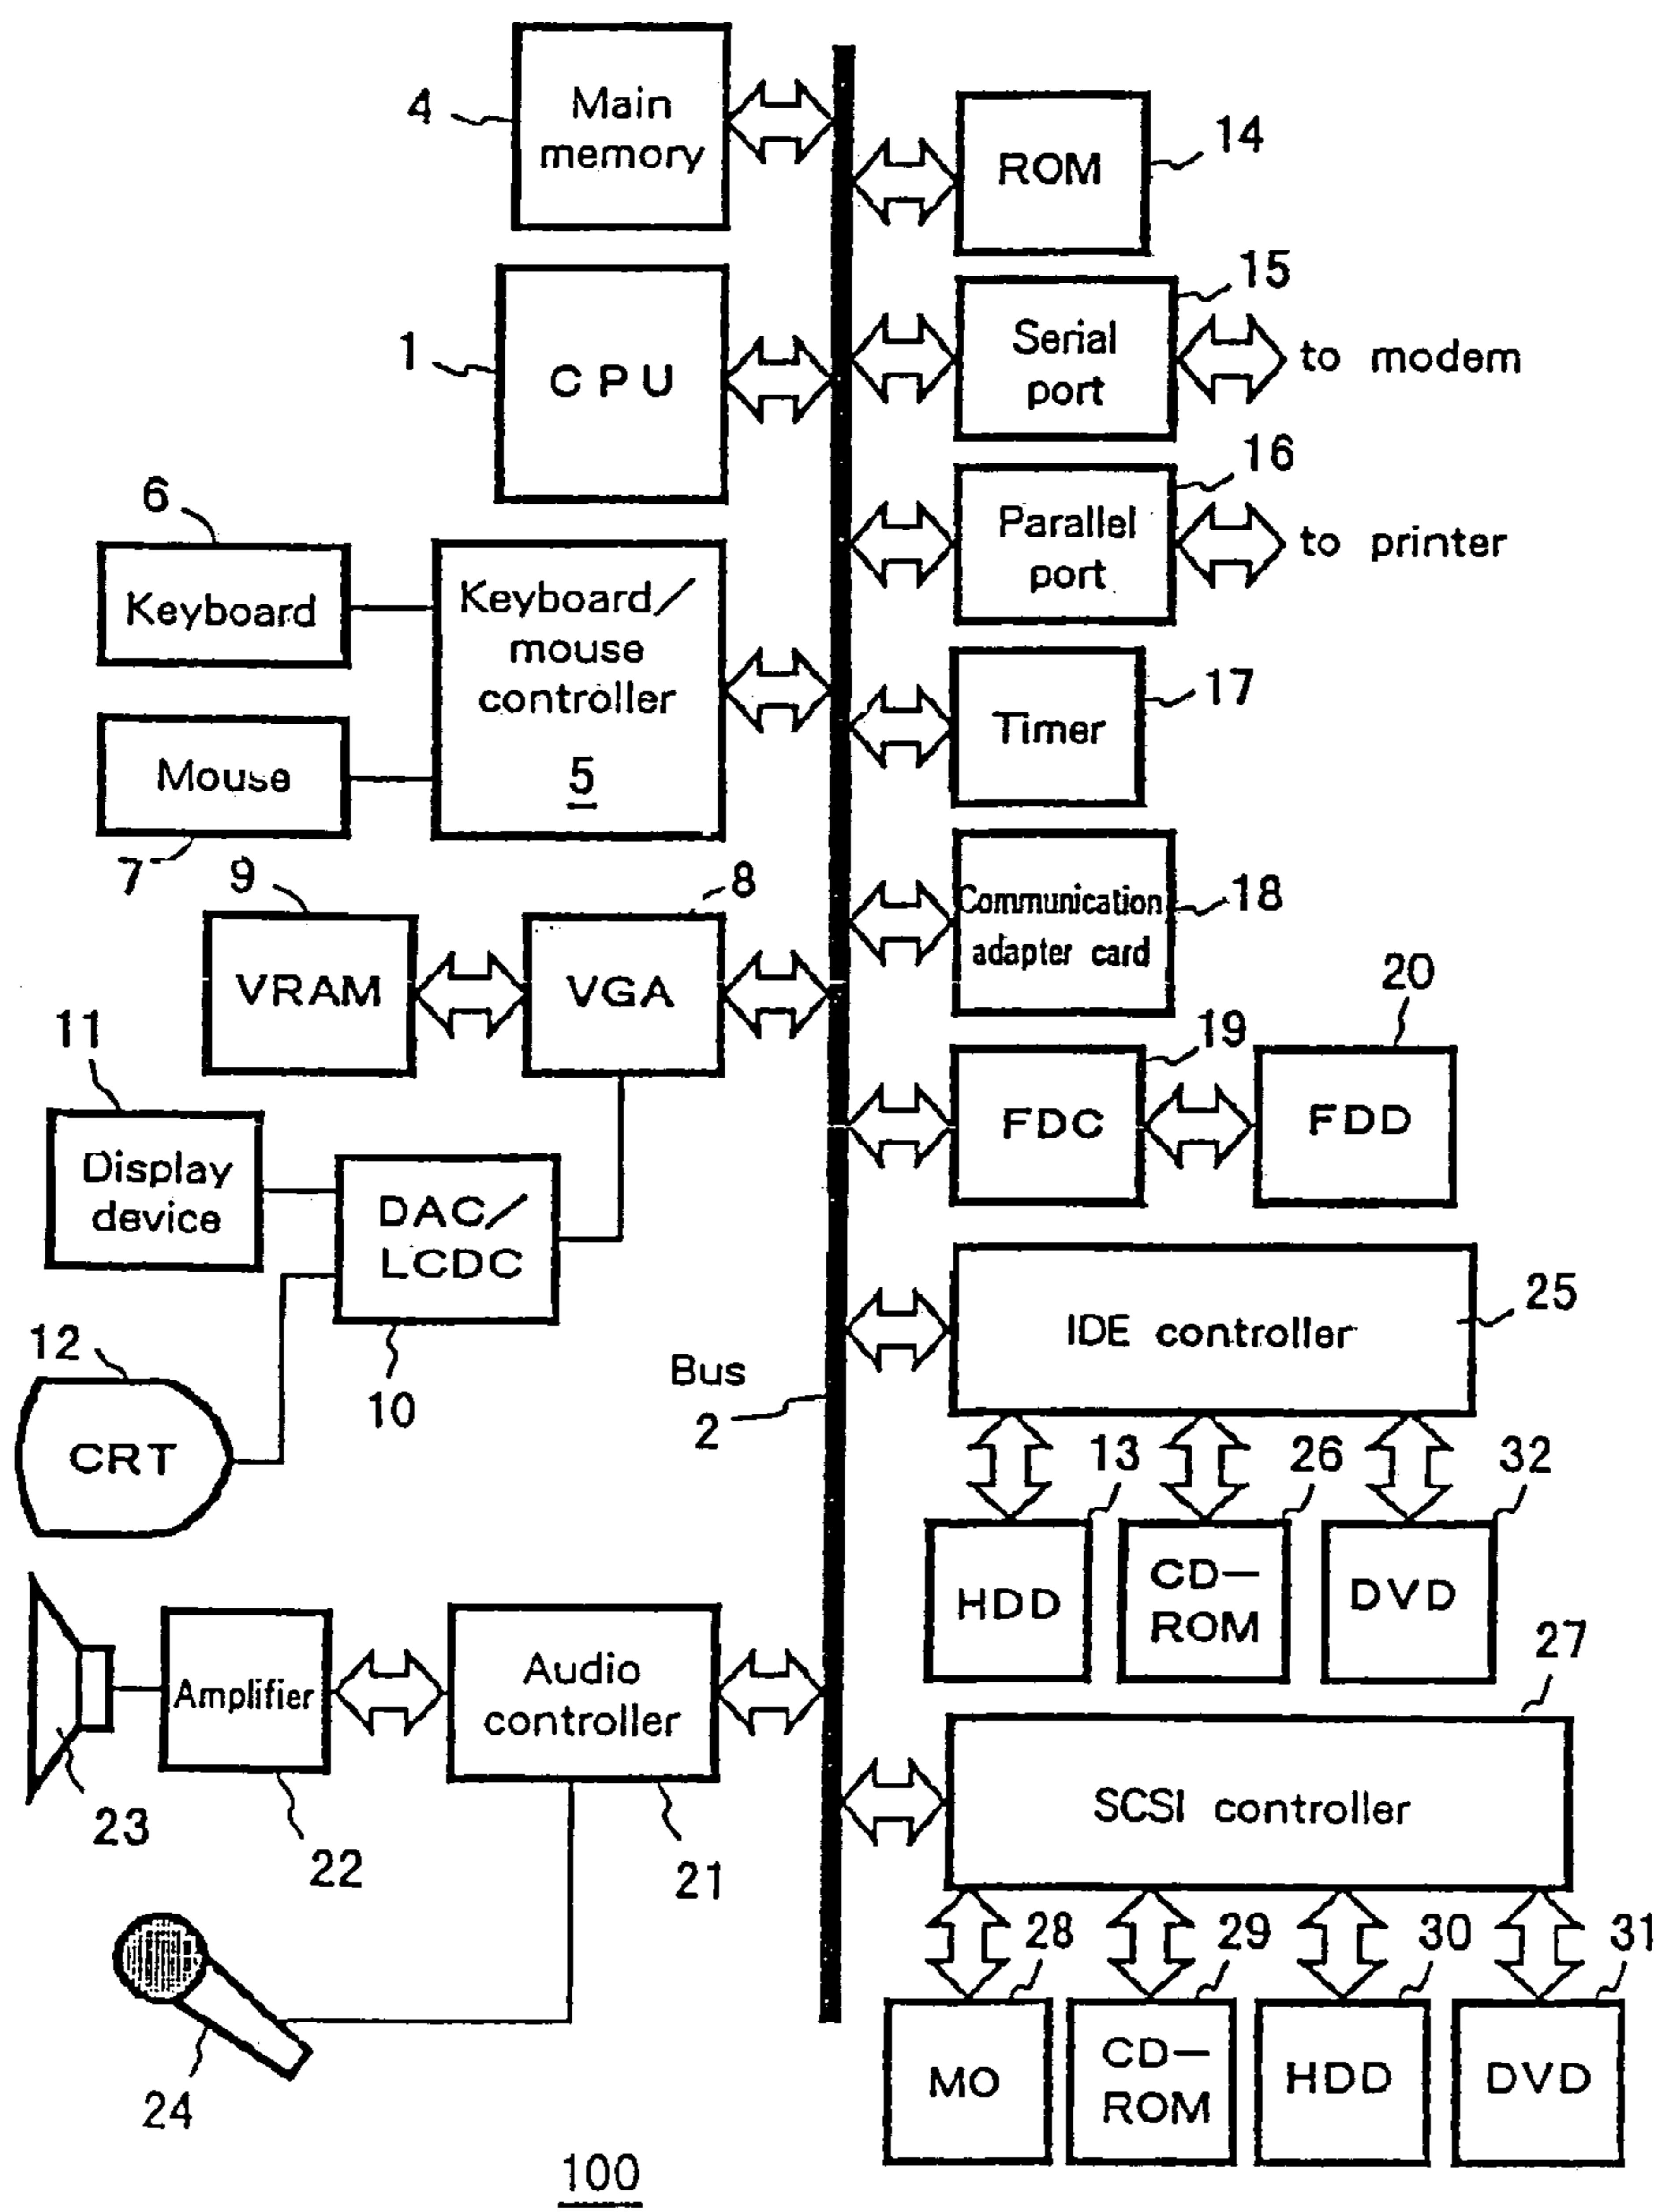 4
Main
memory
ROM
14
1
CPU
15
Serial
port
to modem
16
Parallel
port
to printer
6
Keyboard
Keyboard/
mouse
controller
5
Mouse
7
Timer
17
Communication
adapter card
18
9
VRAM
8
VGA
19
FDC
20
FDD
11
Display
device
DAC/
LCDC
10
12
CRT
Bus
2
IDE controller
25
13
HDD
26
CD-
ROM
32
DVD
23
Amplifier
22
Audio
controller
21
24
27
SCSI controller
28
MO
29
CD-
ROM
30
HDD
31
DVD
100